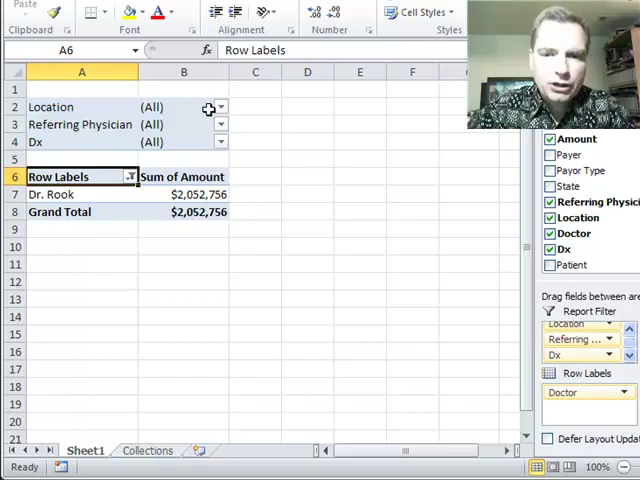 Paste
Cell Styles
Clipboard
Font
Alignment
Number
A6
fx
Row Labels
A B C D E F
1
2 Location (All)
3 Referring Physician (All)
4 Dx (All)
5
6 Row Labels Sum of Amount
7 Dr. Rook $2,052,756
8 Grand Total $2,052,756
9
10
11
12
13
14
15
16
17
18
19
20
21
Amount
Payer
Payor Type
State
Referring Physici
Location
Doctor
Dx
Patient
Drag fields between are
Report Filter
Location
Referring ...
Dx
Row Labels
Doctor
Defer Layout Updat
Sheet1
Collections
Ready
100%